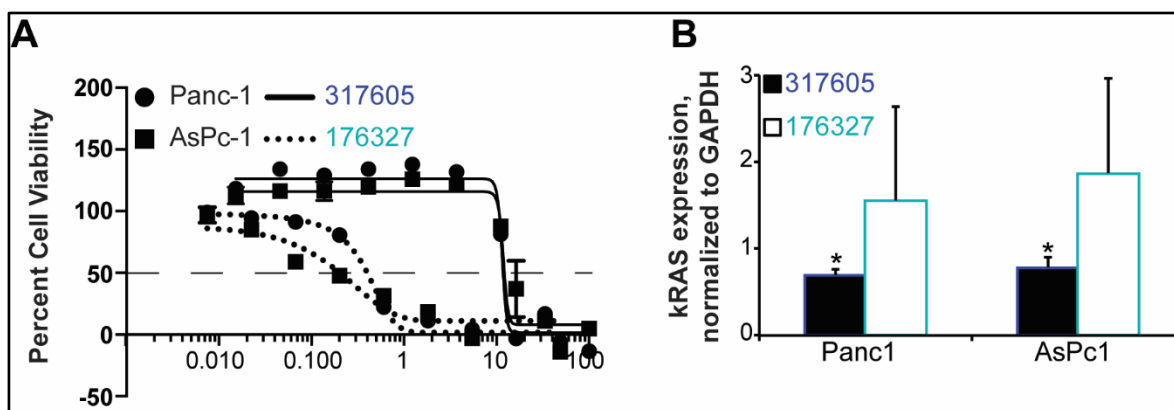 A
Percent Cell Viability
200
150
100
50
0
-50
Panc-1 317605
AsPc-1 176327
0.010 0.100 1 10 100
B
kRAS expression,
normalized to GAPDH
3
2
1
0
317605
176327
* *
Panc1 AsPc1